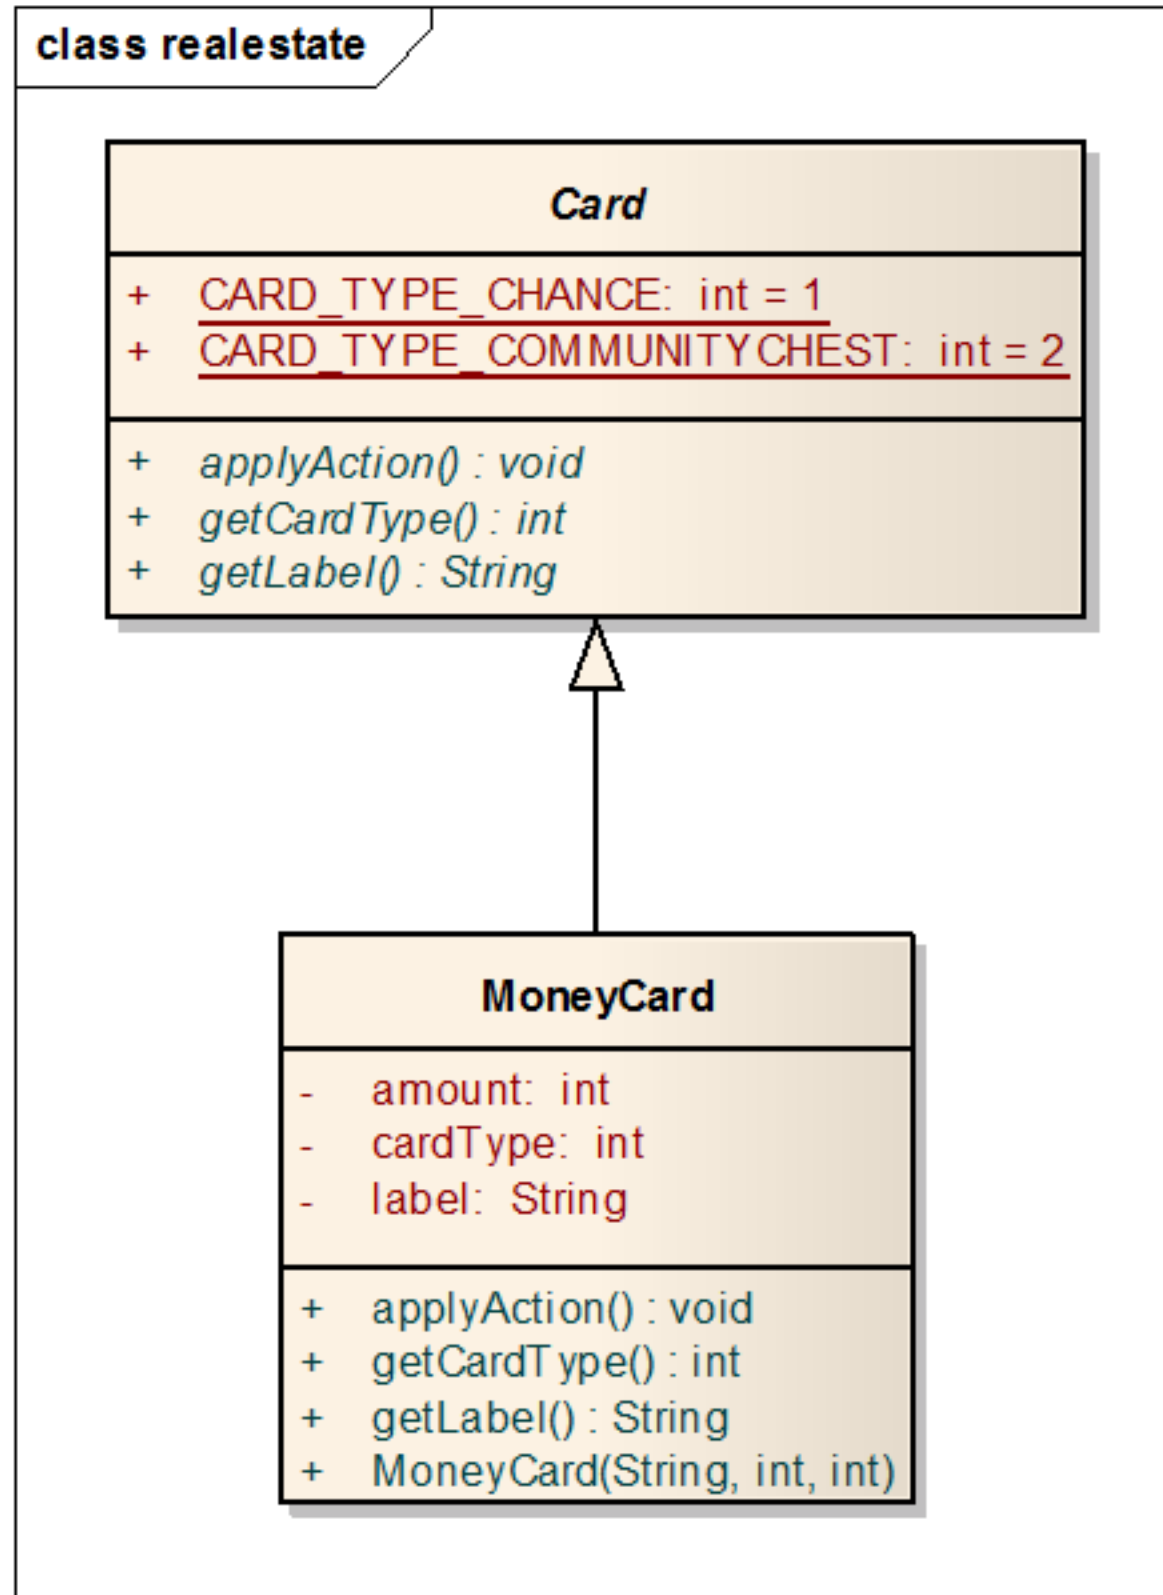 class realestate
Card
+ CARD_TYPE_CHANCE: int = 1
+ CARD_TYPE_COMMUNITYCHEST: int = 2
+ applyAction() : void
+ getCardType() : int
+ getLabel() : String
MoneyCard
- amount: int
- cardType: int
- label: String
+ applyAction() : void
+ getCardType() : int
+ getLabel() : String
+ MoneyCard(String, int, int)